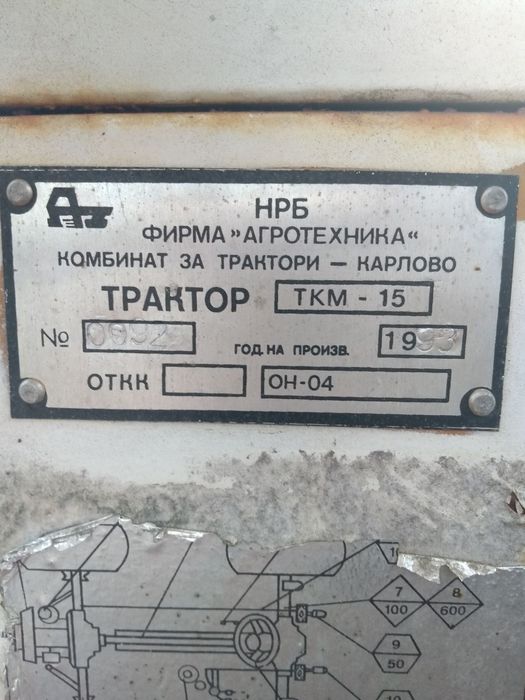 НРБ
ФИРМА "АГРОТЕХНИКА"
КОМБИНАТ ЗА ТРАКТОРИ – КАРЛОВО
ТРАКТОР ТКМ - 15
№ ГОД. НА ПРОИЗВ. 1993
ОТКК ОН-04
7 8
100 600
9
50